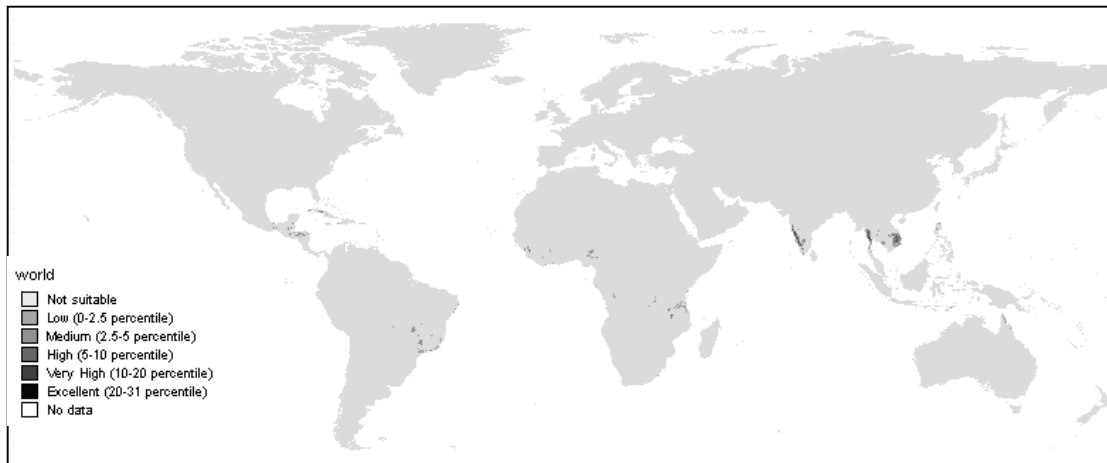 world
Not suitable
Low (0-2.5 percentile)
Medium (2.5-5 percentile)
High (5-10 percentile)
Very High (10-20 percentile)
Excellent (20-31 percentile)
No data